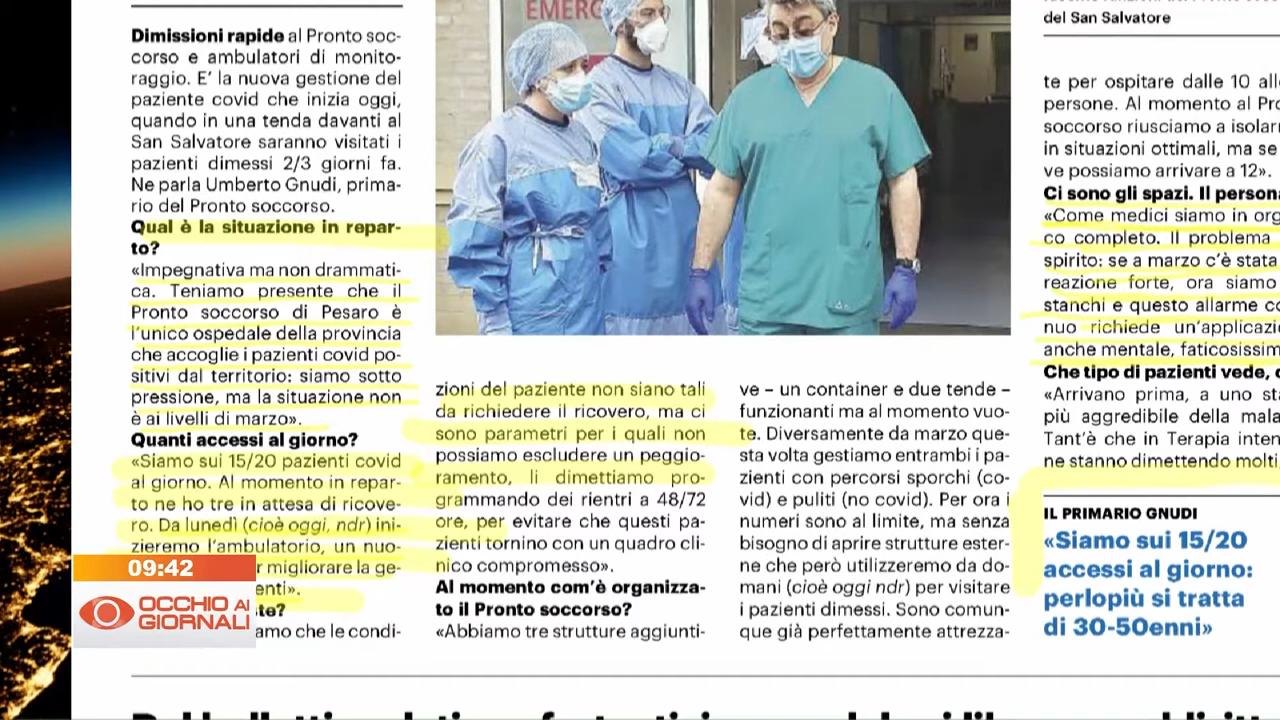 Dimissioni rapide al Pronto soc-
corso e ambulatori di monito-
raggio. E' la nuova gestione del
paziente covid che inizia oggi,
quando in una tenda davanti al
San Salvatore saranno visitati i
pazienti dimessi 2/3 giorni fa.
Ne parla Umberto Gnudi, prima-
rio del Pronto soccorso.
Qual è la situazione in repar-
to?
«Impegnativa ma non drammati-
ca. Teniamo presente che il
Pronto soccorso di Pesaro è
l'unico ospedale della provincia
che accoglie i pazienti covid po-
sitivi dal territorio: siamo sotto
pressione, ma la situazione non
è ai livelli di marzo».
Quanti accessi al giorno?
«Siamo sui 15/20 pazienti covid
al giorno. Al momento in repar-
to ne ho tre in attesa di ricove-
ro. Da lunedì (cioè oggi, ndr) ini-
zieremo l'ambulatorio, un nuo-
migliorare la ge-
amo che le condi-
EMERG
zioni del paziente non siano tali
da richiedere il ricovero, ma ci
sono parametri per i quali non
possiamo escludere un peggio-
ramento, li dimettiamo pro-
grammando dei rientri a 48/72
ore, per evitare che questi pa-
zienti tornino con un quadro cli-
nico compromesso».
Al momento com'è organizza-
to il Pronto soccorso?
«Abbiamo tre strutture aggiunti-
ve – un container e due tende –
funzionanti ma al momento vuo-
te. Diversamente da marzo que-
sta volta gestiamo entrambi i pa-
zienti con percorsi sporchi (co-
vid) e puliti (no covid). Per ora i
numeri sono al limite, ma senza
bisogno di aprire strutture ester-
ne che però utilizzeremo da do-
mani (cioè oggi ndr) per visitare
i pazienti dimessi. Sono comun-
que già perfettamente attrezza-
del San Salvatore
te per ospitare dalle 10 all
persone. Al momento al Pr
soccorso riusciamo a isolar
in situazioni ottimali, ma se
ve possiamo arrivare a 12».
Ci sono gli spazi. Il person
«Come medici siamo in org
co completo. Il problema
spirito: se a marzo c'è stata
reazione forte, ora siamo
stanchi e questo allarme co
nuo richiede un'applicazi
anche mentale, faticosissim
Che tipo di pazienti vede,
«Arrivano prima, a uno sta
più aggredibile della mala
Tant'è che in Terapia inten
ne stanno dimettendo molti
IL PRIMARIO GNUDI
«Siamo sui 15/20
accessi al giorno:
perlopiù si tratta
di 30-50enni»
09:42
OCCHIO AI
GIORNALI